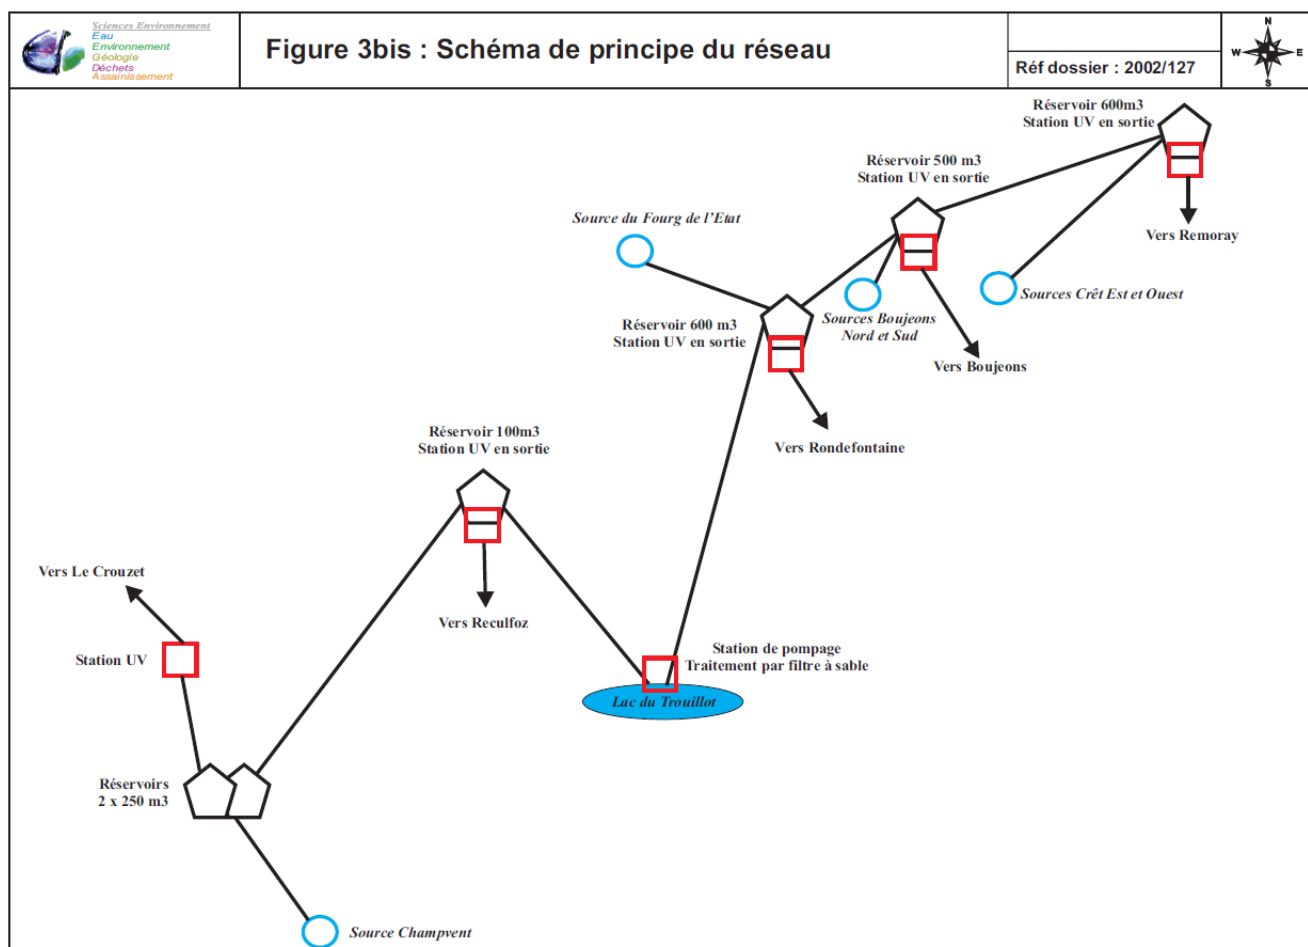 Sciences Environnement
Eau
Environnement
Géologie
Déchets
Assainissement
Figure 3bis : Schéma de principe du réseau
Réf dossier : 2002/127
N
W
E
S
Réservoir 600m3
Station UV en sortie
Réservoir 500 m3
Station UV en sortie
Source du Fourg de l'Etat
Vers Remoray
Sources Crêt Est et Ouest
Réservoir 600 m3
Station UV en sortie
Sources Boujeons
Nord et Sud
Vers Boujeons
Réservoir 100m3
Station UV en sortie
Vers Rondefontaine
Vers Le Crouzet
Vers Reculfoz
Station UV
Station de pompage
Traitement par filtre à sable
Lac du Trouillot
Réservoirs
2 x 250 m3
Source Champvent